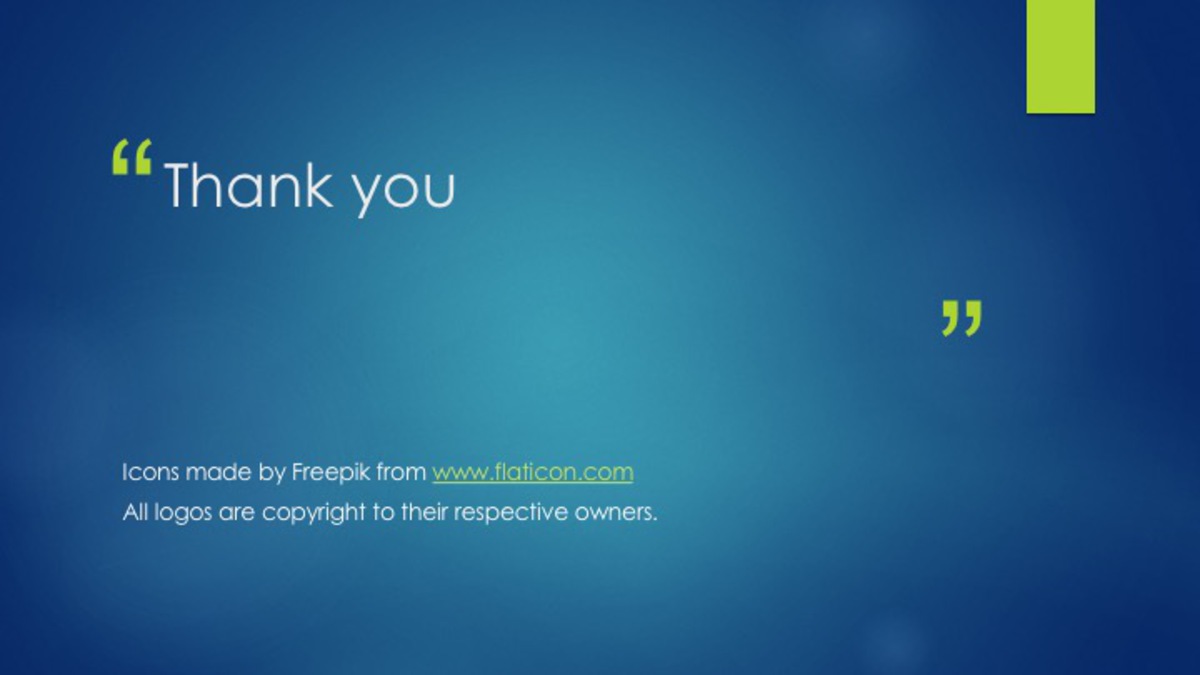 “ Thank you
”
Icons made by Freepik from www.flaticon.com
All logos are copyright to their respective owners.